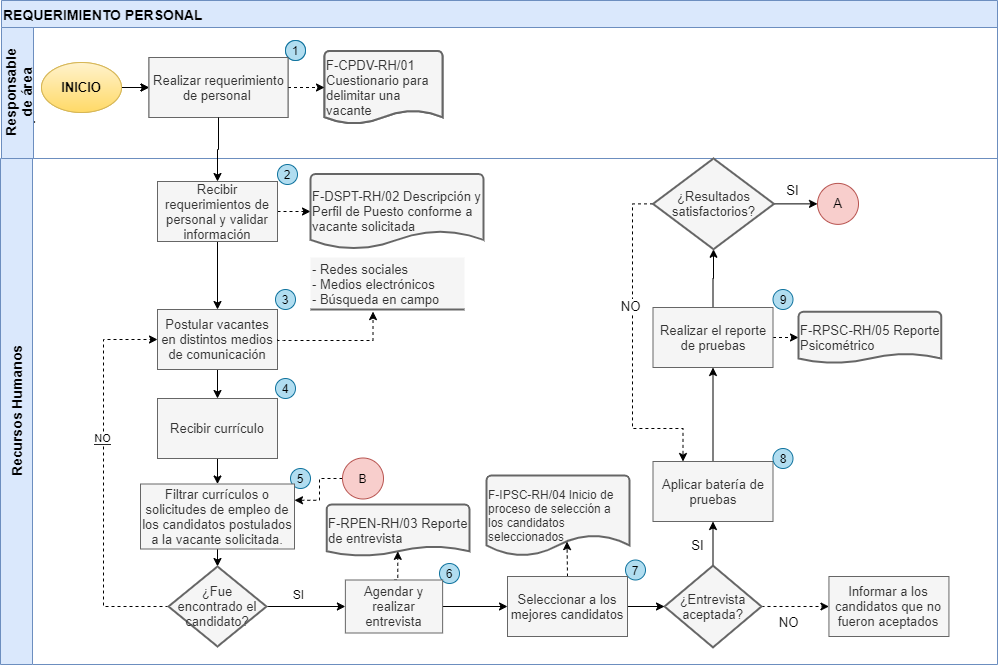 REQUERIMIENTO PERSONAL
Responsable
de área
INICIO
1
Realizar requerimiento
de personal
F-CPDV-RH/01
Cuestionario para
delimitar una
vacante
Recursos Humanos
2
Recibir
requerimientos de
personal y validar
información
F-DSPT-RH/02 Descripción y
Perfil de Puesto conforme a
vacante solicitada
3
Postular vacantes
en distintos medios
de comunicación
- Redes sociales
- Medios electrónicos
- Búsqueda en campo
4
Recibir currículo
5
Filtrar currículos o
solicitudes de empleo de
los candidatos postulados
a la vacante solicitada.
B
¿Fue
encontrado el
candidato?
NO
SI
F-RPEN-RH/03 Reporte
de entrevista
6
Agendar y
realizar
entrevista
F-IPSC-RH/04 Inicio de
proceso de selección a
los candidatos
seleccionados
7
Seleccionar a los
mejores candidatos
¿Entrevista
aceptada?
NO
Informar a los
candidatos que no
fueron aceptados
SI
8
Aplicar batería de
pruebas
9
Realizar el reporte
de pruebas
F-RPSC-RH/05 Reporte
Psicométrico
¿Resultados
satisfactorios?
NO
SI
A